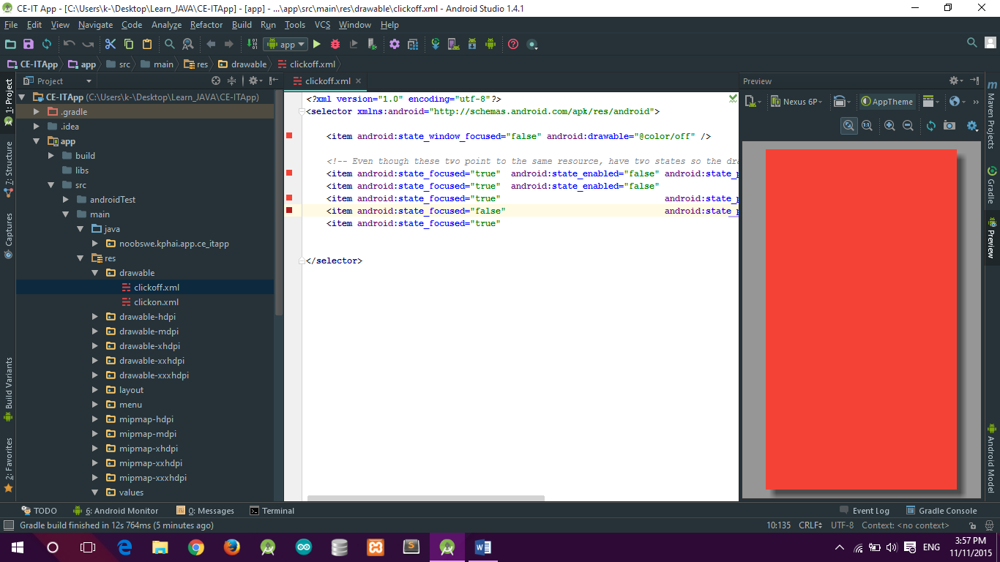 CE-IT App - [C:\Users\k-\Desktop\Learn_JAVA\CE-ITApp] - [app] - ...\app\src\main\res\drawable\clickoff.xml - Android Studio 1.4.1
File Edit View Navigate Code Analyze Refactor Build Run Tools VCS Window Help
app
CE-ITApp app src main res drawable clickoff.xml
Project
clickoff.xml
Preview
1: Project
7: Structure
Captures
Build Variants
2: Favorites
CE-ITApp (C:\Users\k-\Desktop\Learn_JAVA\CE-ITApp)
.gradle
.idea
app
build
libs
src
androidTest
main
java
noobswe.kphai.app.ce_itapp
res
drawable
clickoff.xml
clickon.xml
drawable-hdpi
drawable-mdpi
drawable-xhdpi
drawable-xxhdpi
drawable-xxxhdpi
layout
menu
mipmap-hdpi
mipmap-mdpi
mipmap-xhdpi
mipmap-xxhdpi
mipmap-xxxhdpi
values
<?xml version="1.0" encoding="utf-8"?>
<selector xmlns:android="http://schemas.android.com/apk/res/android">
<item android:state_window_focused="false" android:drawable="@color/off" />
<!-- Even though these two point to the same resource, have two states so the dra
<item android:state_focused="true" android:state_enabled="false" android:state_p
<item android:state_focused="true" android:state_enabled="false"
<item android:state_focused="true" android:state_p
<item android:state_focused="false" android:state_p
<item android:state_focused="true"
</selector>
Nexus 6P
AppTheme
»
1:1
Maven Projects
Gradle
Preview
Android Model
TODO 6: Android Monitor 0: Messages Terminal Event Log Gradle Console
Gradle build finished in 12s 764ms (5 minutes ago) 10:135 CRLF UTF-8 Context: <no context>
ENG
3:57 PM
11/11/2015